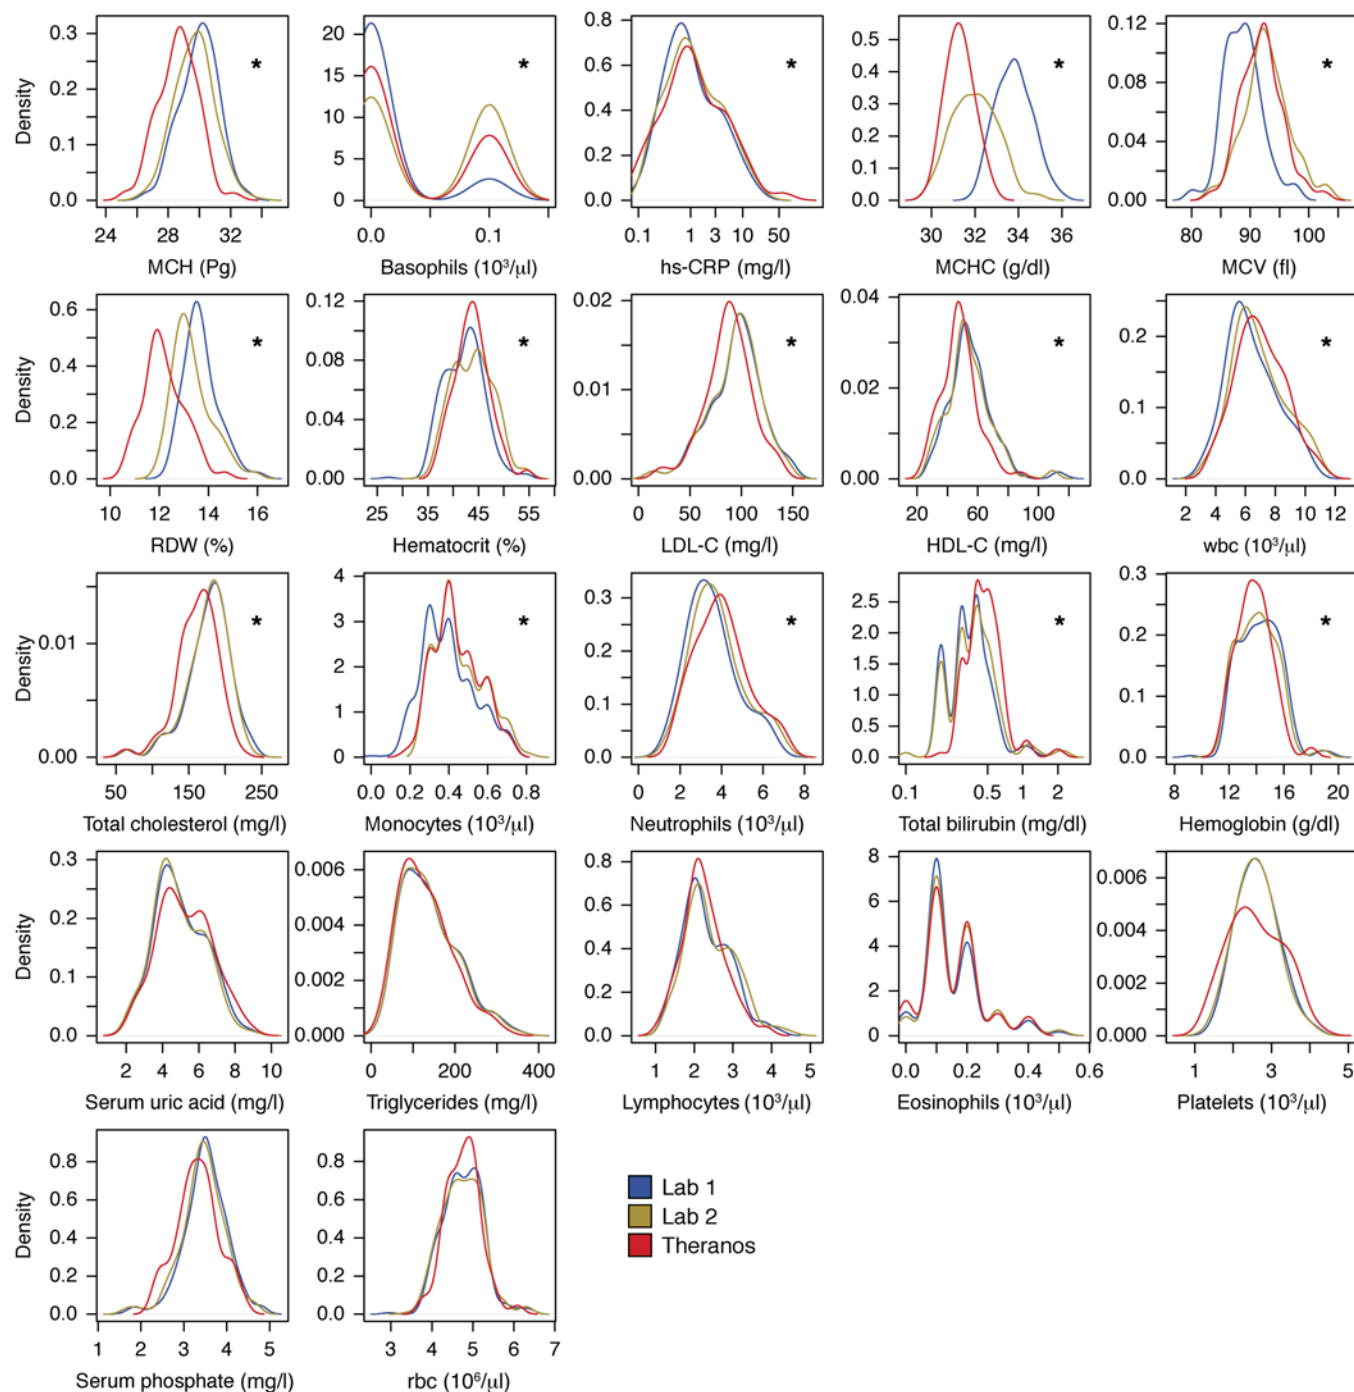 Density
0.3
0.2
0.1
0.0
24 28 32
MCH (Pg)
*
20
15
10
5
0
0.0 0.1
Basophils (10³/µl)
*
0.8
0.6
0.4
0.2
0.0
0.1 1 3 10 50
hs-CRP (mg/l)
*
0.5
0.4
0.3
0.2
0.1
0.0
30 32 34 36
MCHC (g/dl)
*
0.12
0.08
0.04
0.00
80 90 100
MCV (fl)
*
Density
0.6
0.4
0.2
0.0
10 12 14 16
RDW (%)
*
0.12
0.08
0.04
0.00
25 35 45 55
Hematocrit (%)
*
0.02
0.01
0.00
0 50 100 150
LDL-C (mg/l)
*
0.04
0.02
0.00
20 60 100
HDL-C (mg/l)
*
0.2
0.1
0.0
2 4 6 8 10 12
wbc (10³/µl)
*
Density
0.01
0.00
50 150 250
Total cholesterol (mg/l)
*
4
3
2
1
0
0.0 0.2 0.4 0.6 0.8
Monocytes (10³/µl)
0.3
0.2
0.1
0.0
0 2 4 6 8
Neutrophils (10³/µl)
*
2.5
2.0
1.5
1.0
0.5
0.0
0.1 0.5 1 2
Total bilirubin (mg/dl)
*
0.3
0.2
0.1
0.0
8 12 16 20
Hemoglobin (g/dl)
*
Density
0.3
0.2
0.1
0.0
2 4 6 8 10
Serum uric acid (mg/l)
0.006
0.004
0.002
0.000
0 200 400
Triglycerides (mg/l)
0.8
0.6
0.4
0.2
0.0
1 2 3 4 5
Lymphocytes (10³/µl)
8
6
4
2
0
0.0 0.2 0.4 0.6
Eosinophils (10³/µl)
0.006
0.004
0.002
0.000
1 3 5
Platelets (10³/µl)
Density
0.8
0.6
0.4
0.2
0.0
1 2 3 4 5
Serum phosphate (mg/l)
0.8
0.6
0.4
0.2
0.0
3 4 5 6 7
rbc (10⁶/µl)
Lab 1
Lab 2
Theranos